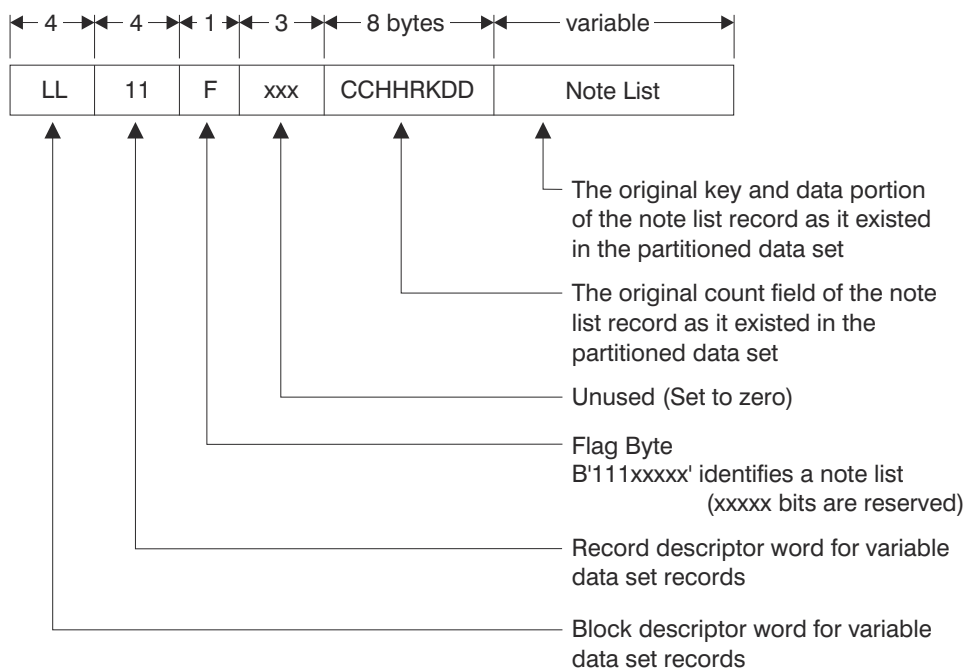 4 4 1 3 8 bytes variable
LL 11 F xxx CCHHRKDD Note List
The original key and data portion
of the note list record as it existed
in the partitioned data set
The original count field of the note
list record as it existed in the
partitioned data set
Unused (Set to zero)
Flag Byte
B'111xxxxx' identifies a note list
(xxxxx bits are reserved)
Record descriptor word for variable
data set records
Block descriptor word for variable
data set records